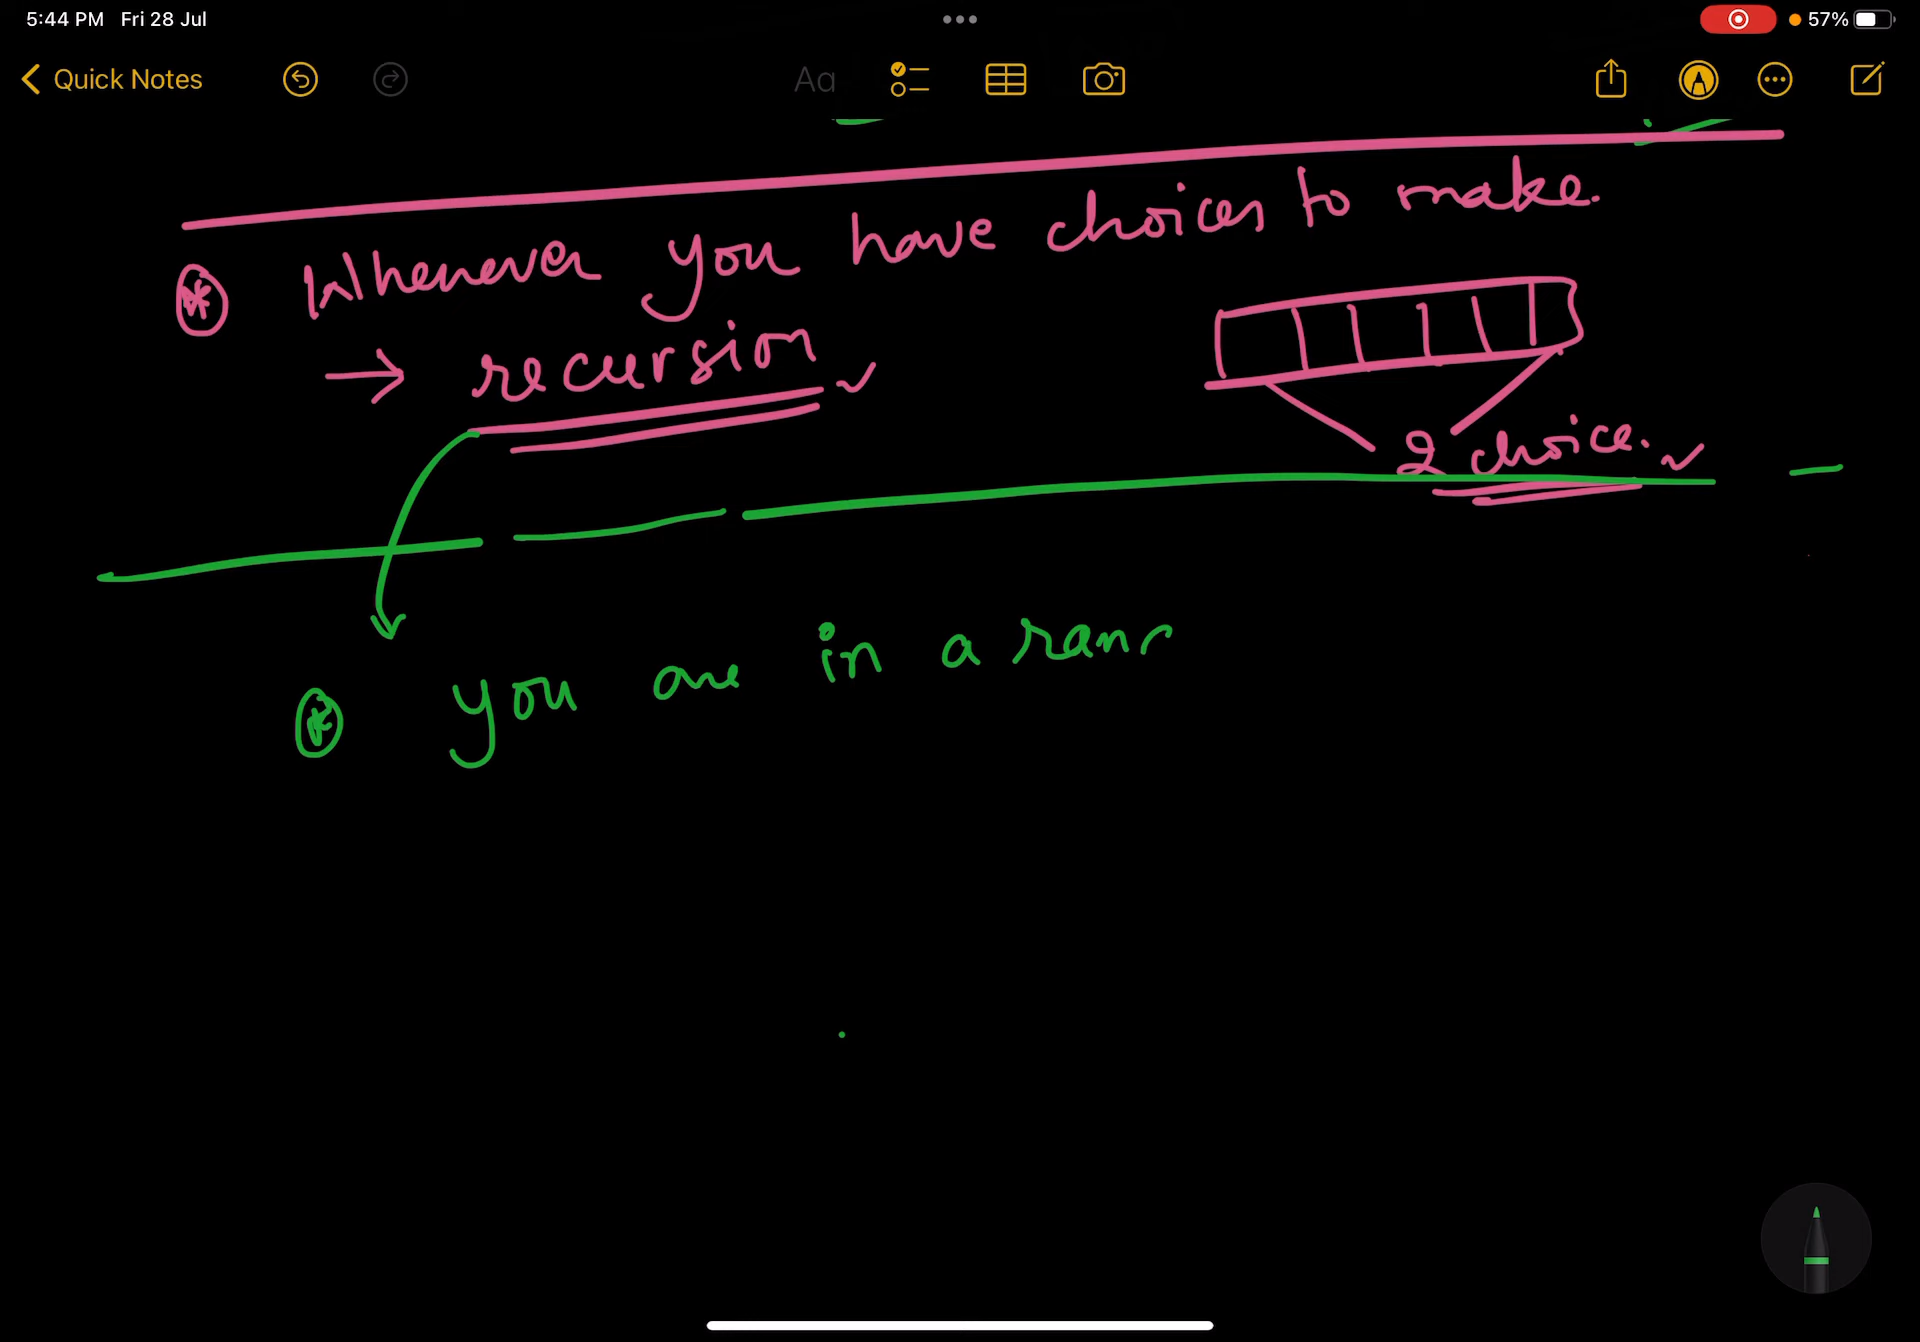 5:44 PM Fri 28 Jul 57%
Quick Notes Aa
Whenever you have choices to make.
→ recursion
2 choice.
you are in a ran